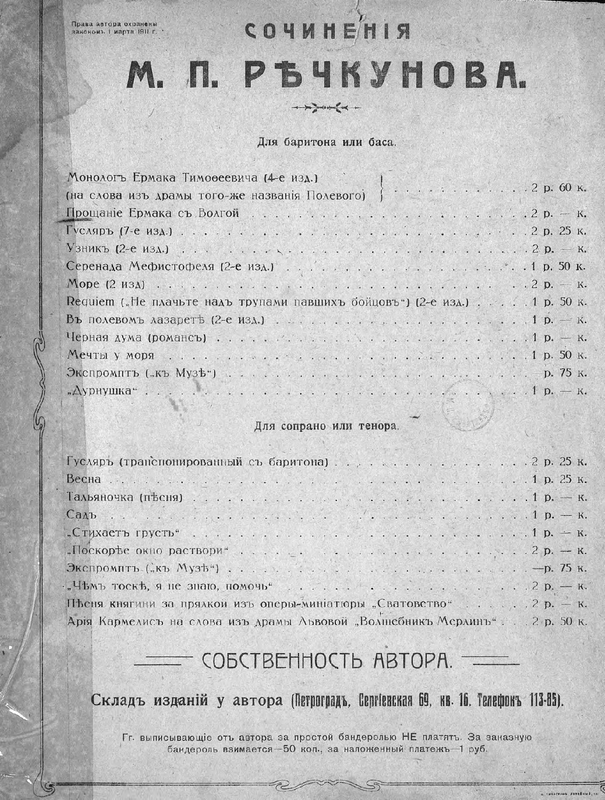 Права автора охранены
закономъ 1 марта 1911 г.
СОЧИНЕНІЯ
М. П. РѢЧКУНОВА.
Для баритона или баса.
Монологъ Ермака Тимоѳеевича (4-е изд.)
(на слова изъ драмы того-же названія Полевого) . . . . . . . 2 р. 60 к.
Прощаніе Ермака съ Волгой . . . . . . . 2 р. — к.
Гусляръ (7-е изд.) . . . . . . . 2 р. 25 к.
Узникъ (2-е изд.) . . . . . . . 2 р. — к.
Серенада Мефистофеля (2-е изд.) . . . . . . . 1 р. 50 к.
Море (2 изд) . . . . . . . 2 р. — к.
Requiem („Не плачьте надъ трупами павшихъ бойцовъ“) (2-е изд.) . . . . 1 р. 50 к.
Въ полевомъ лазаретѣ (2-е изд.) . . . . . . . 1 р. — к.
Черная дума (романсъ) . . . . . . . 1 р. — к.
Мечты у моря . . . . . . . 1 р. 50 к.
Экспромптъ („къ Музѣ“) . . . . . . . р. 75 к.
„Дурнушка“ . . . . . . . 1 р. — к.
Для сопрано или тенора.
Гусляръ (транспонированный съ баритона) . . . . . . . 2 р. 25 к.
Весна . . . . . . . 1 р. 25 к.
Тальяночка (пѣсня) . . . . . . . 1 р. — к.
Садъ . . . . . . . 1 р. — к.
„Стихаетъ грусть“ . . . . . . . 1 р. — к.
„Поскорѣе окно раствори“ . . . . . . . 2 р. — к.
Экспромптъ („къ Музѣ“) . . . . . . . —р. 75 к.
„Чѣмъ тоскѣ, я не знаю, помочь“ . . . . . . . 2 р. — к.
Пѣсня княгини за прялкой изъ оперы-миніатюры „Сватовство“ . . . . 2 р. — к.
Арія Кармелисъ на слова изъ драмы Львовой „Волшебникъ Мерлинъ“ . . 2 р. 50 к.
СОБСТВЕННОСТЬ АВТОРА.
Складъ изданій у автора (Петроградъ, Сергіевская 69, кв. 16. Телефонъ 113-85).
Гг. выписывающіе отъ автора за простой бандеролью НЕ платятъ. За заказную
бандероль взимается—50 коп., за наложенный платежъ—1 руб.